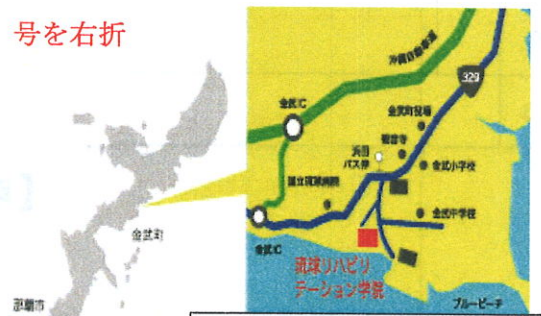 号を右折
沖縄自動車道
329
金武IC
金武町役場
観音寺
浜田
バス停
金武小学校
国立琉球病院
金武中学校
金武IC
琉球リハビリ
テーション学院
ブルービーチ
金武町
那覇市